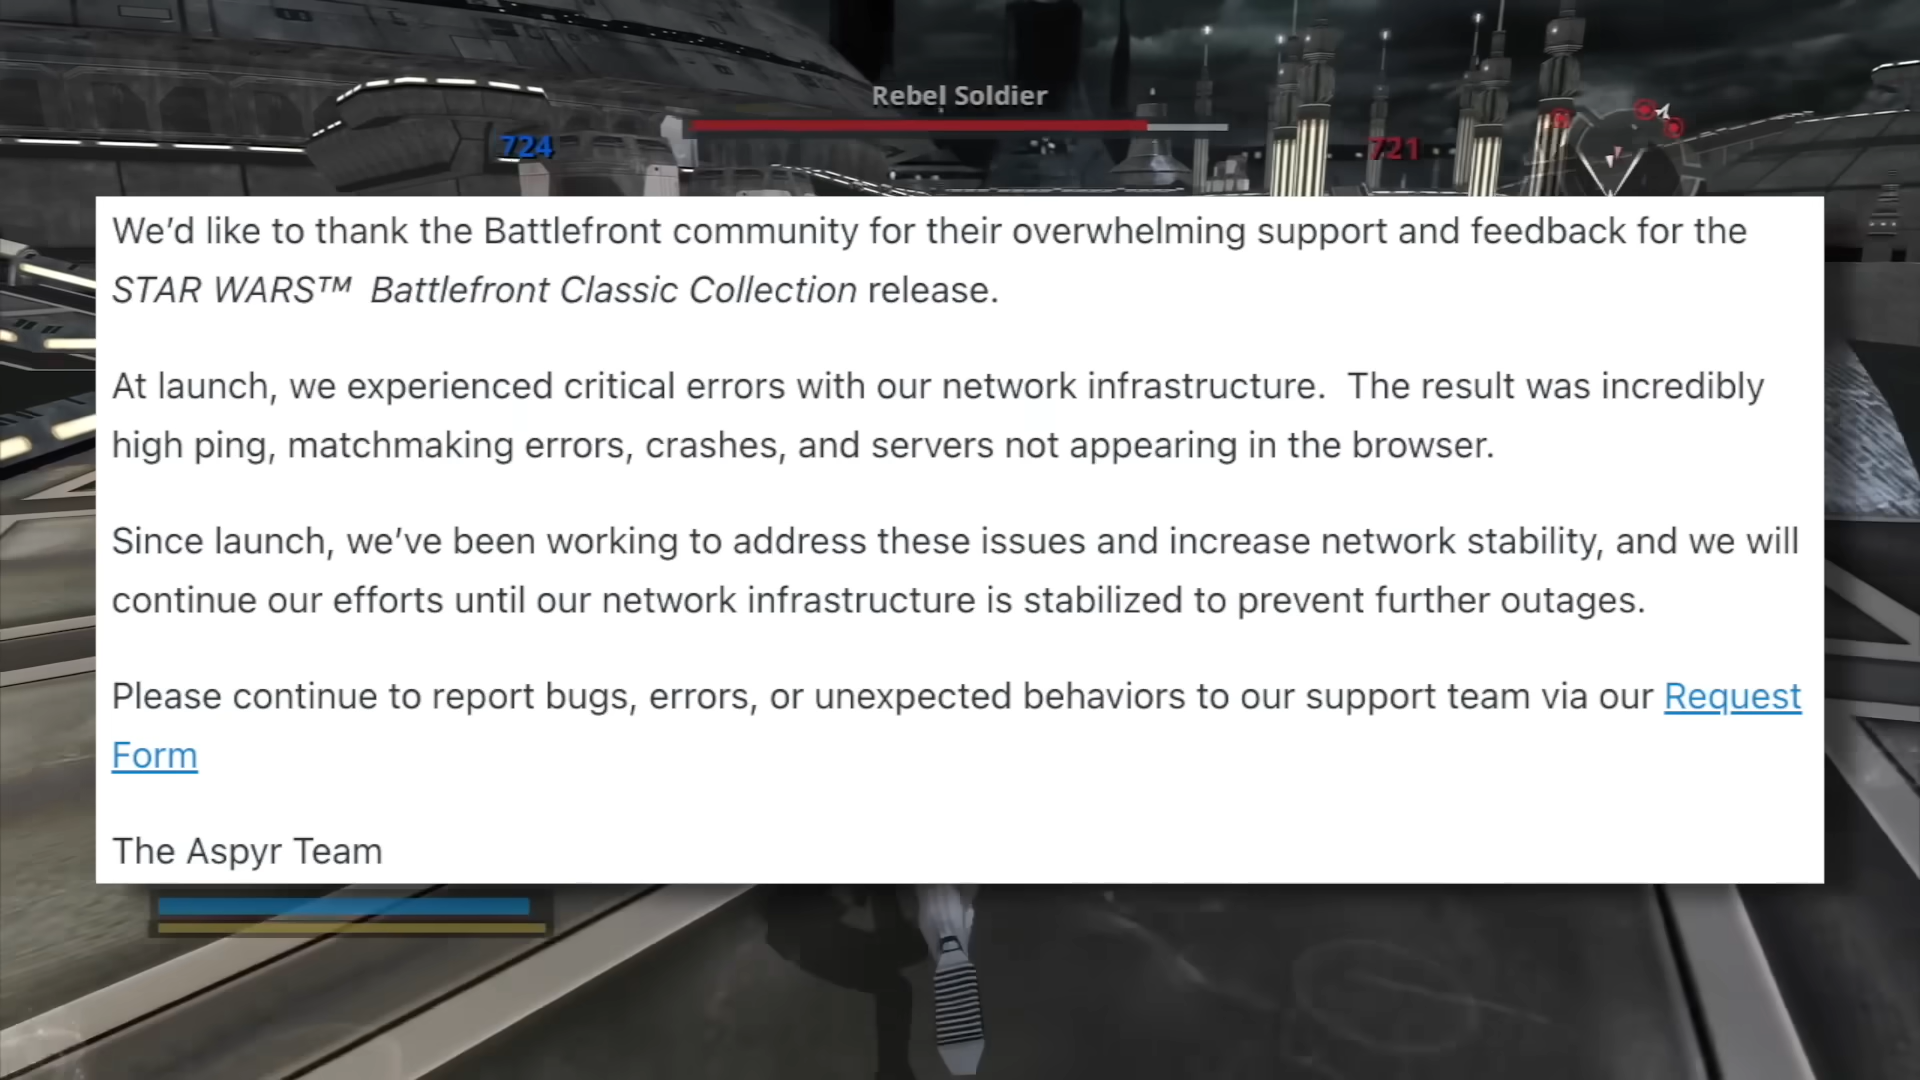 Rebel Soldier
724
721
We’d like to thank the Battlefront community for their overwhelming support and feedback for the
STAR WARS™ Battlefront Classic Collection release.
At launch, we experienced critical errors with our network infrastructure. The result was incredibly
high ping, matchmaking errors, crashes, and servers not appearing in the browser.
Since launch, we’ve been working to address these issues and increase network stability, and we will
continue our efforts until our network infrastructure is stabilized to prevent further outages.
Please continue to report bugs, errors, or unexpected behaviors to our support team via our Request
Form
The Aspyr Team